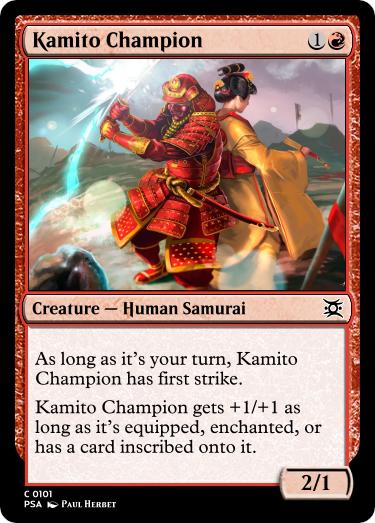 Kamito Champion 1
Creature — Human Samurai
As long as it's your turn, Kamito
Champion has first strike.
Kamito Champion gets +1/+1 as
long as it's equipped, enchanted, or
has a card inscribed onto it.
2/1
C 0101
PSA Paul Herbet